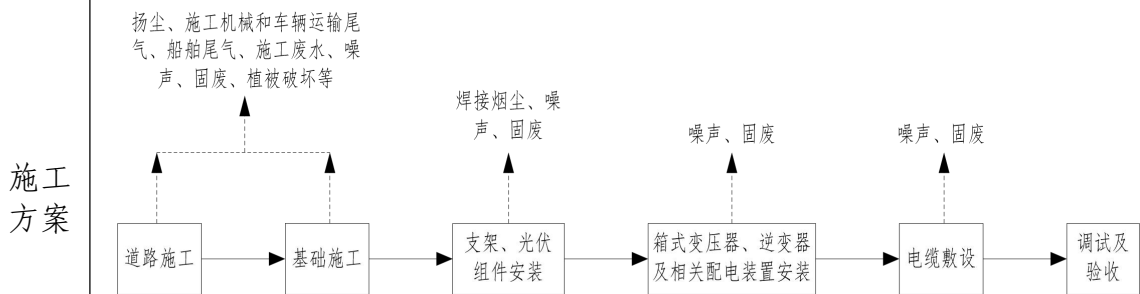 扬尘、施工机械和车辆运输尾
气、船舶尾气、施工废水、噪
声、固废、植被破坏等
焊接烟尘、噪
声、固废
噪声、固废
噪声、固废
施工
方案
道路施工
基础施工
支架、光伏
组件安装
箱式变压器、逆变器
及相关配电装置安装
电缆敷设
调试及
验收